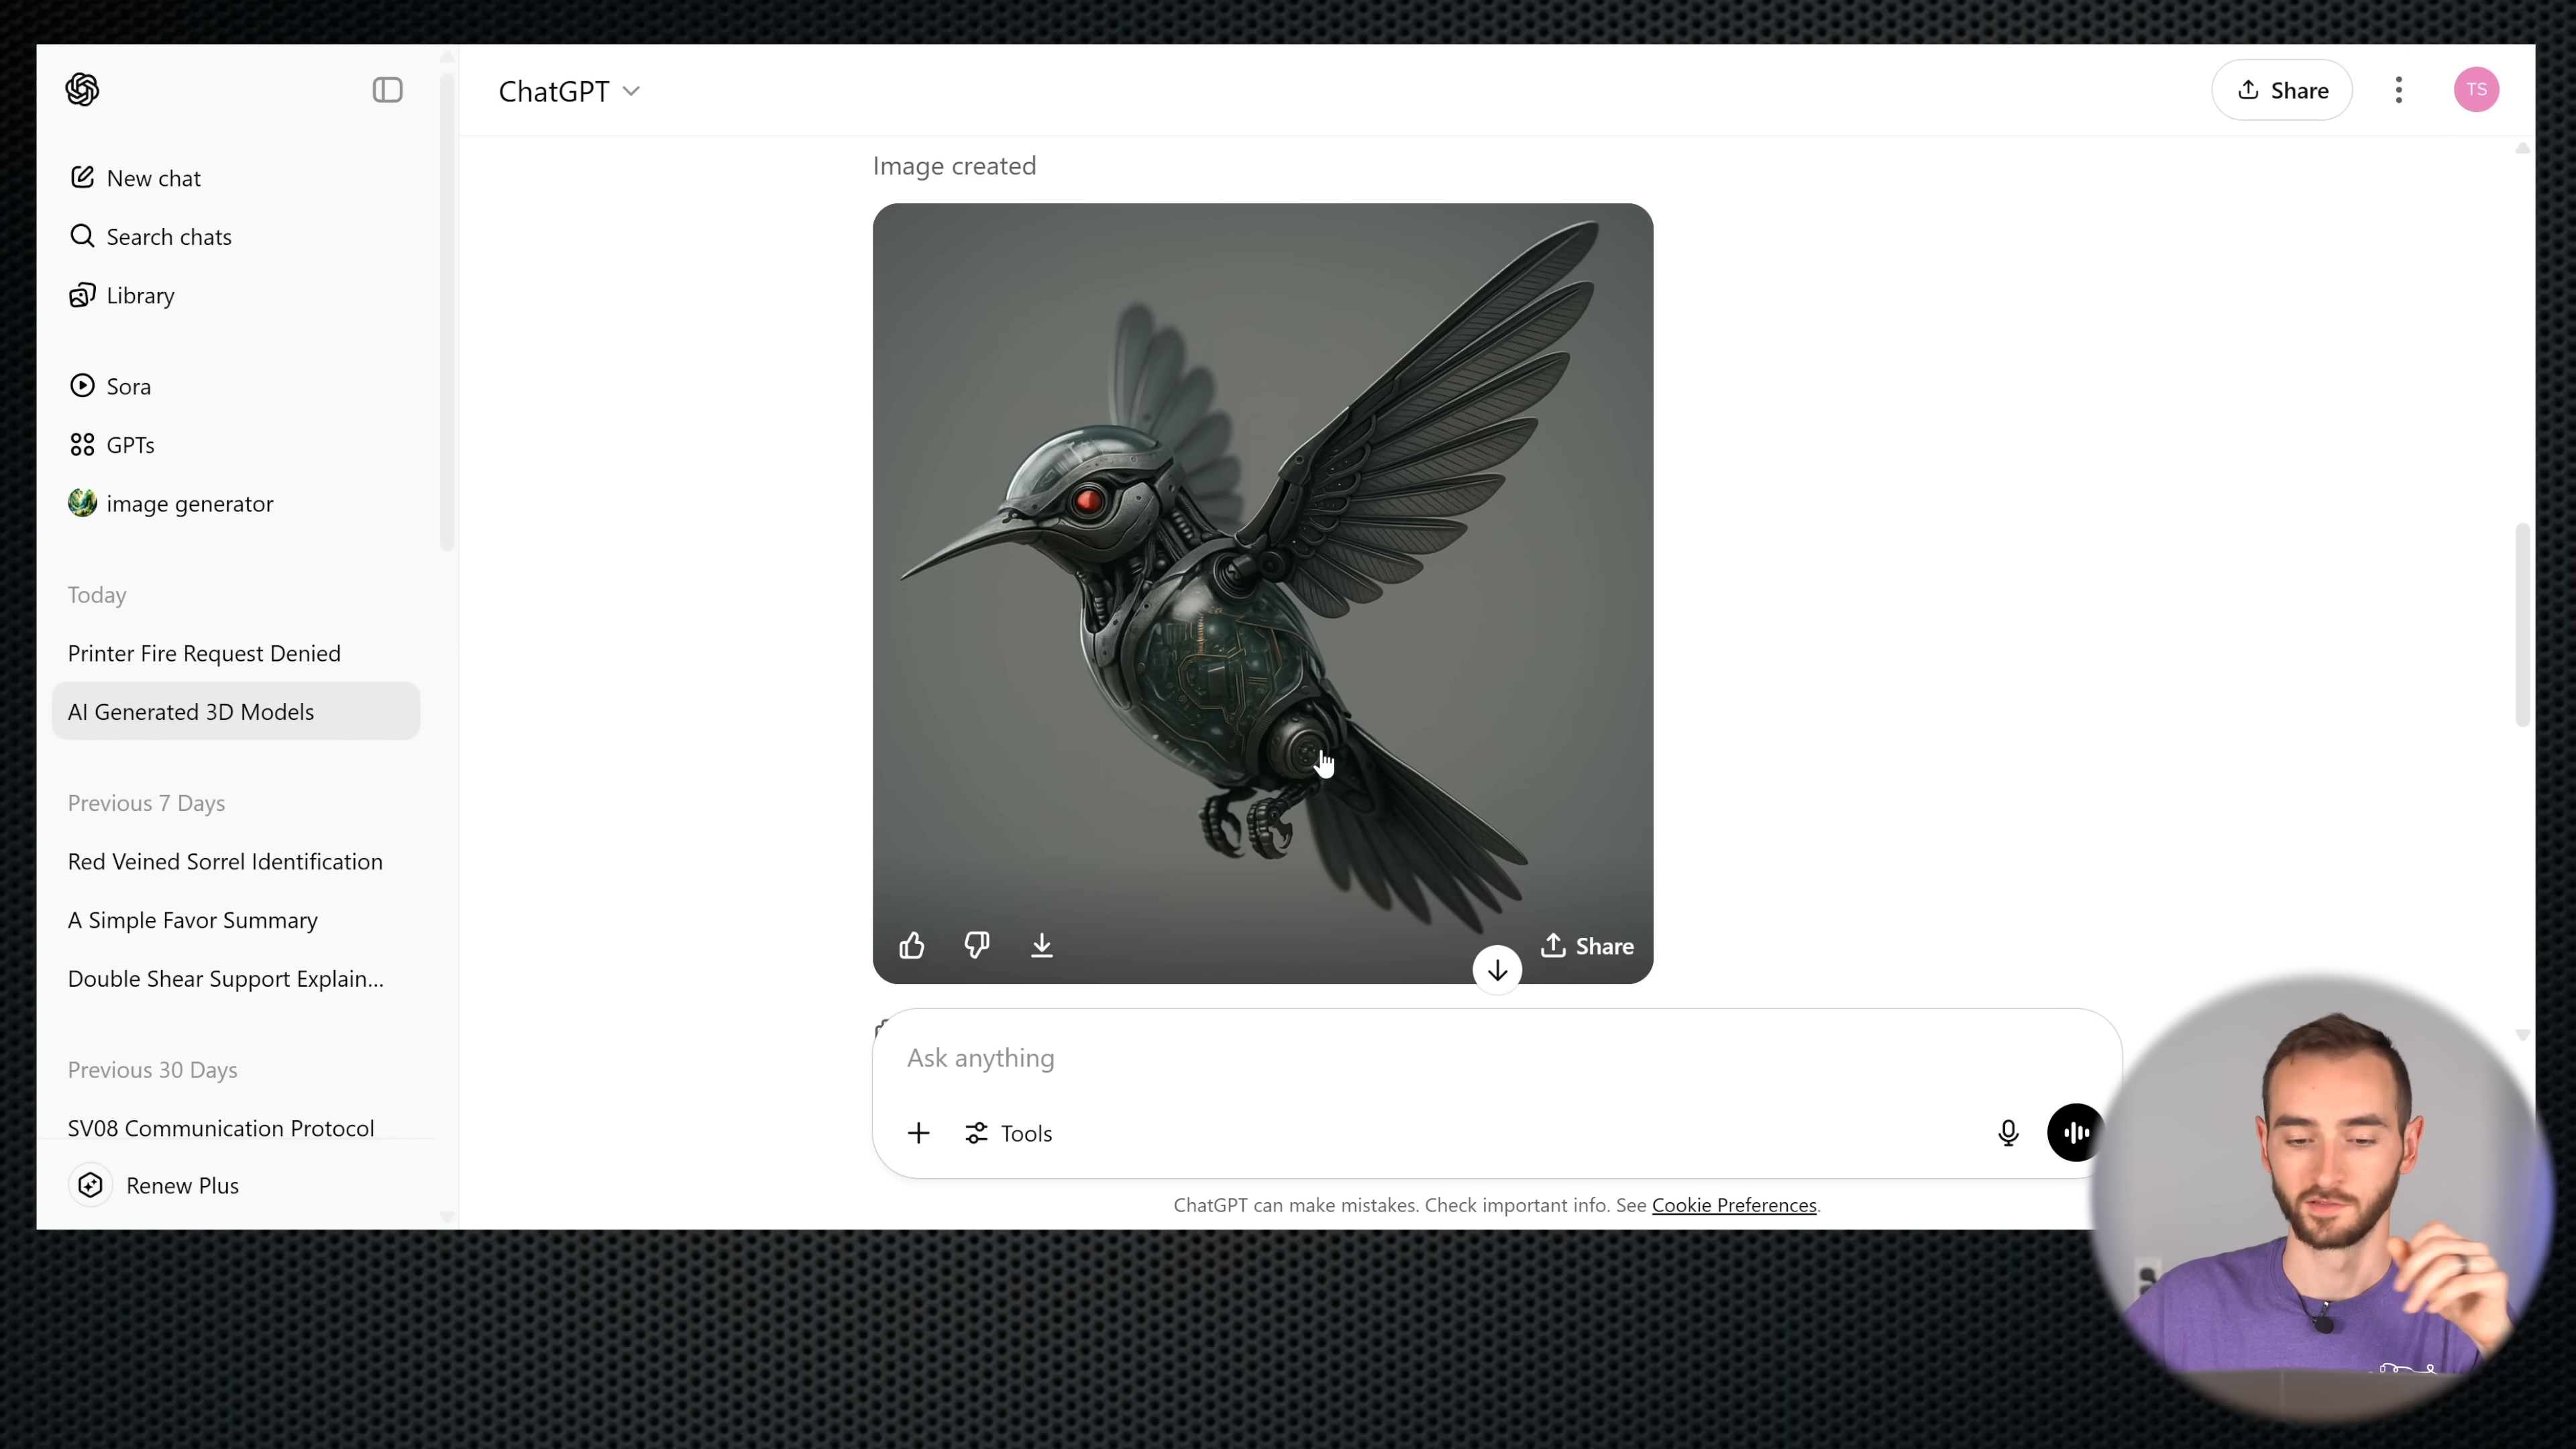 ChatGPT
Share
TS
New chat
Search chats
Library
Sora
GPTs
image generator
Today
Printer Fire Request Denied
AI Generated 3D Models
Previous 7 Days
Red Veined Sorrel Identification
A Simple Favor Summary
Double Shear Support Explain...
Previous 30 Days
SV08 Communication Protocol
Renew Plus
Image created
Share
Ask anything
Tools
ChatGPT can make mistakes. Check important info. See Cookie Preferences.